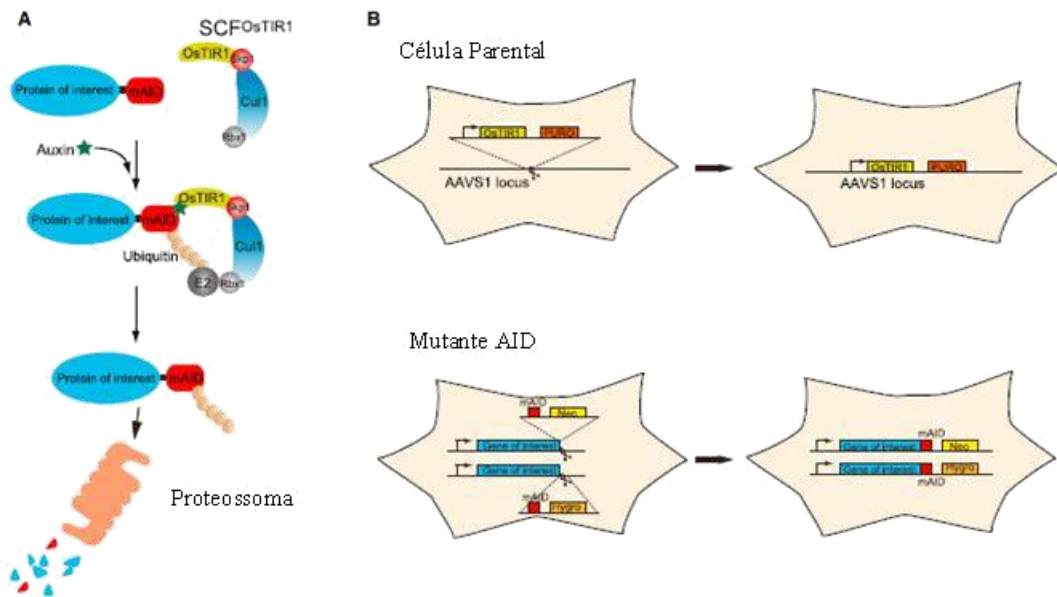 A
SCFOsTIR1
OsTIR1
Skp1
Protein of interest
mAID
Cul1
Rbx1
Auxin
OsTIR1
Skp1
Protein of interest
mAID
Cul1
Ubiquitin
E2
Rbx1
Protein of interest
mAID
Proteossoma
B
Célula Parental
OsTIR1
PURO
AAVS1 locus
OsTIR1
PURO
AAVS1 locus
Mutante AID
mAID
Neo
Gene of interest
Gene of interest
mAID
Hygro
mAID
Gene of interest
Neo
Gene of interest
Hygro
mAID